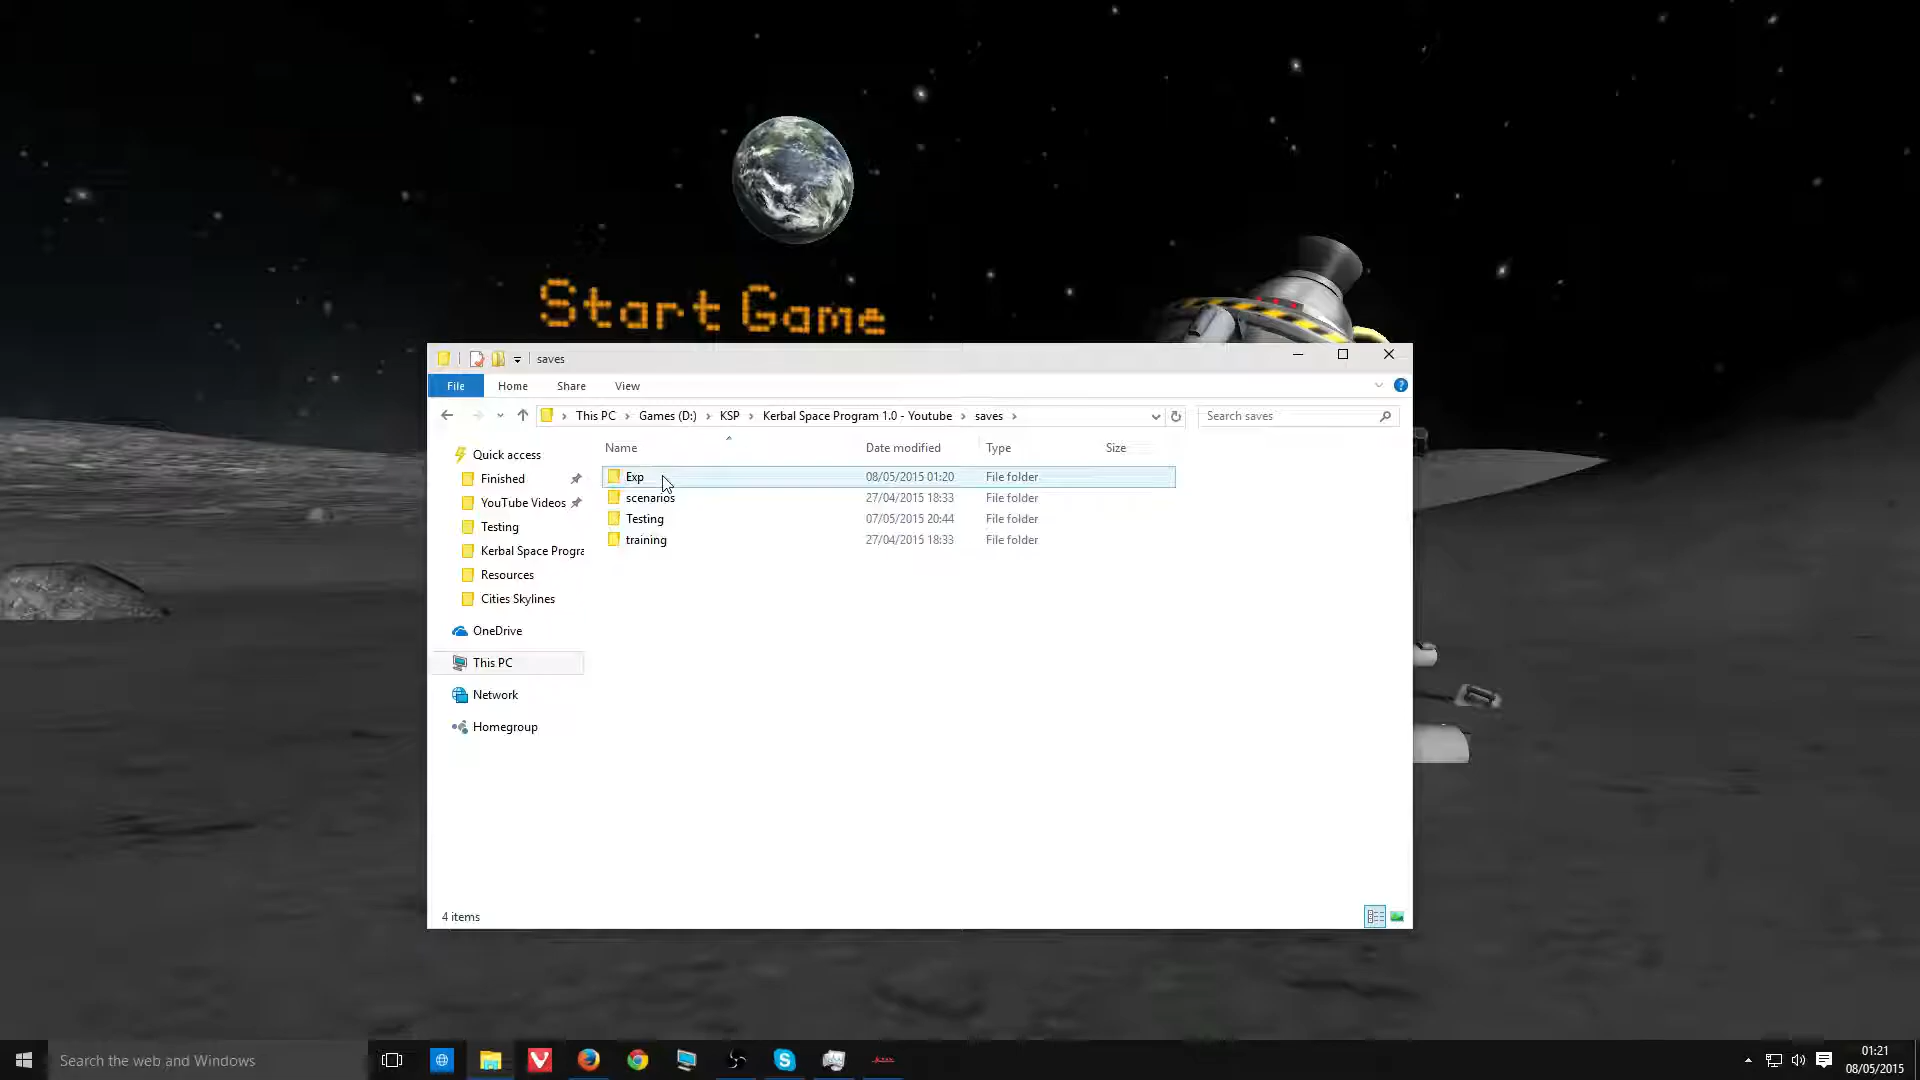 Start Game
saves
File Home Share View
This PC Games (D:) KSP Kerbal Space Program 1.0 - Youtube saves Search saves
Name Date modified Type Size
Quick access
Finished
YouTube Videos
Testing
Kerbal Space Progra
Resources
Cities Skylines
OneDrive
This PC
Network
Homegroup
Exp 08/05/2015 01:20 File folder
scenarios 27/04/2015 18:33 File folder
Testing 07/05/2015 20:44 File folder
training 27/04/2015 18:33 File folder
4 items
Search the web and Windows
01:21
08/05/2015